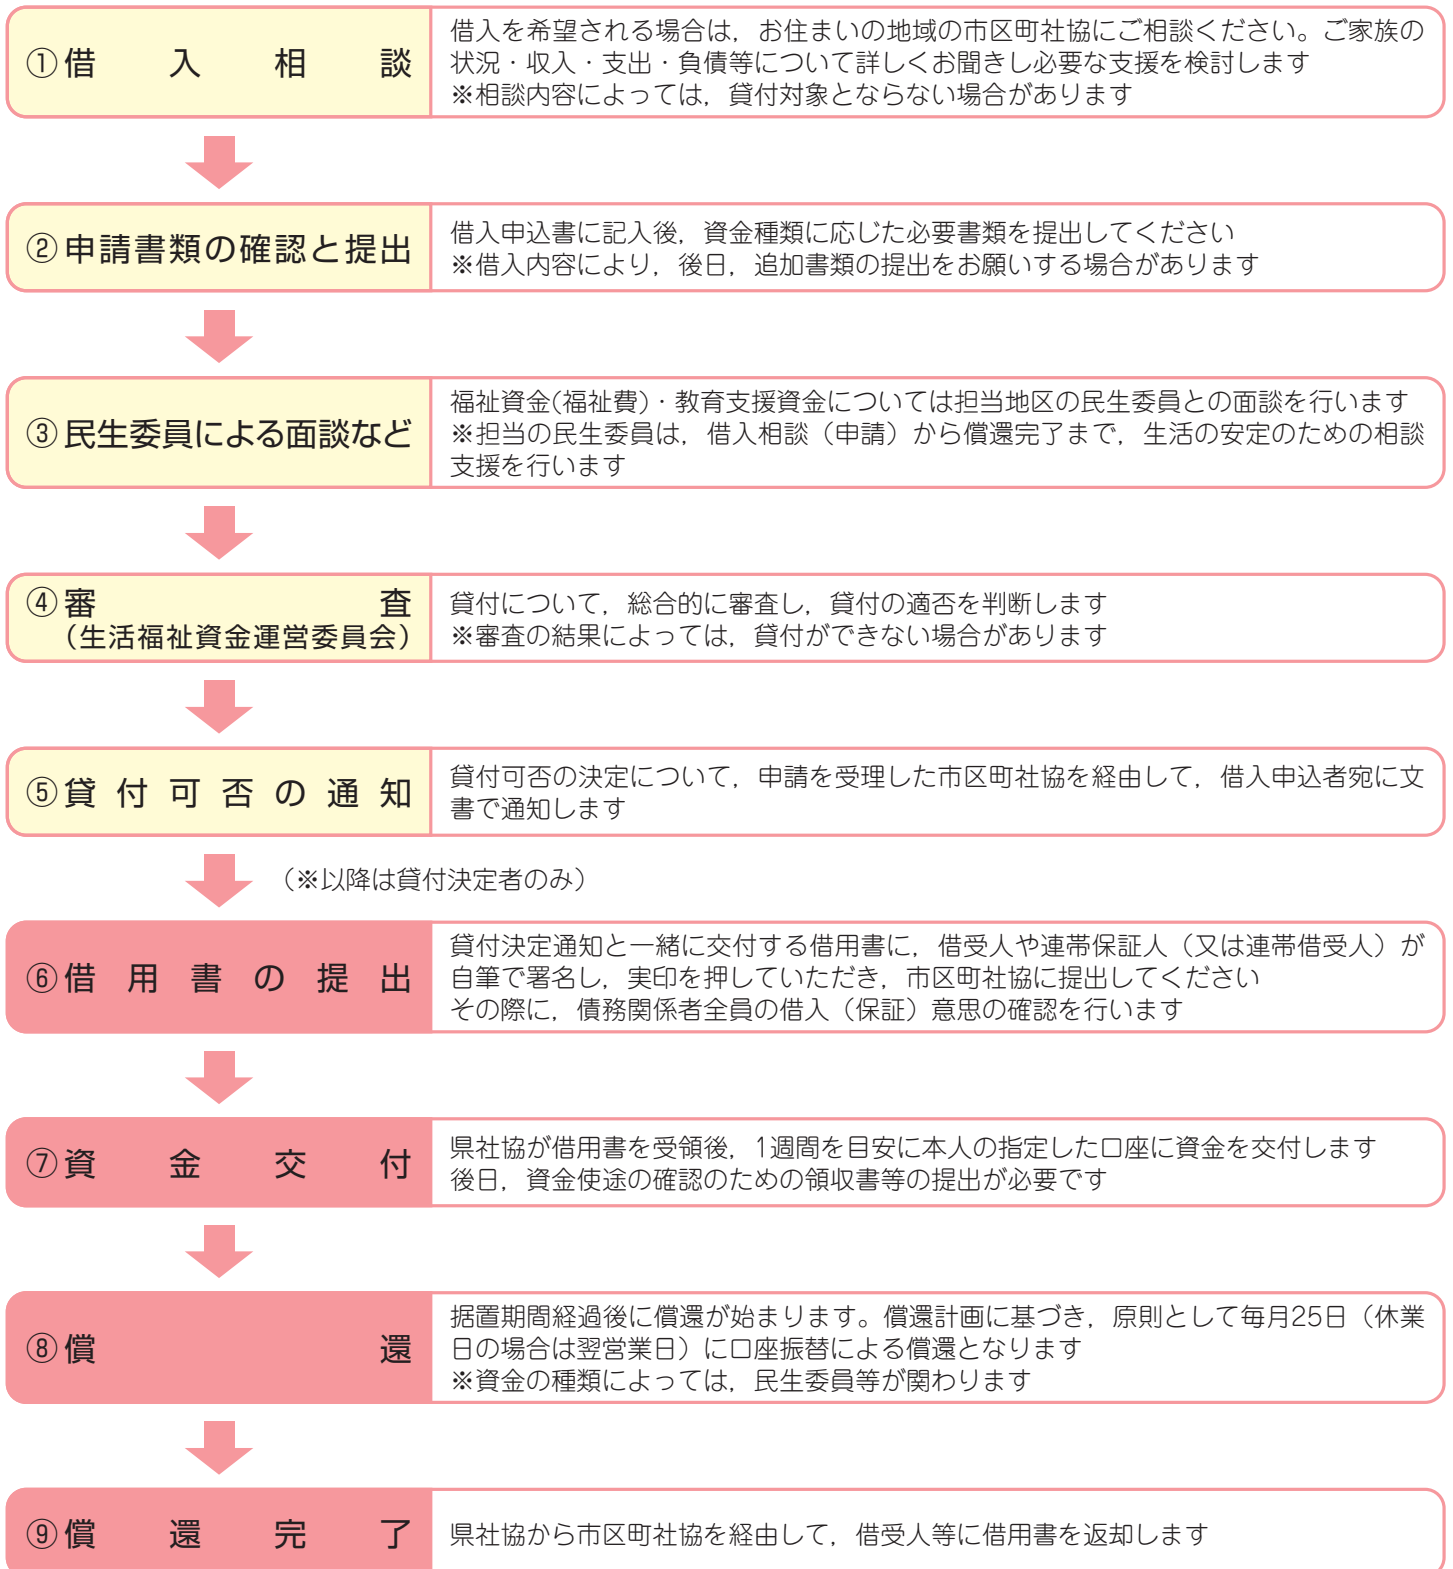 ①借入相談
借入を希望される場合は，お住まいの地域の市区町社協にご相談ください。ご家族の
状況・収入・支出・負債等について詳しくお聞きし必要な支援を検討します
※相談内容によっては，貸付対象とならない場合があります
②申請書類の確認と提出
借入申込書に記入後，資金種類に応じた必要書類を提出してください
※借入内容により，後日，追加書類の提出をお願いする場合があります
③民生委員による面談など
福祉資金(福祉費)・教育支援資金については担当地区の民生委員との面談を行います
※担当の民生委員は，借入相談（申請）から償還完了まで，生活の安定のための相談
支援を行います
④審査
（生活福祉資金運営委員会）
貸付について，総合的に審査し，貸付の適否を判断します
※審査の結果によっては，貸付ができない場合があります
⑤貸付可否の通知
貸付可否の決定について，申請を受理した市区町社協を経由して，借入申込者宛に文
書で通知します
（※以降は貸付決定者のみ）
⑥借用書の提出
貸付決定通知と一緒に交付する借用書に，借受人や連帯保証人（又は連帯借受人）が
自筆で署名し，実印を押していただき，市区町社協に提出してください
その際に，債務関係者全員の借入（保証）意思の確認を行います
⑦資金交付
県社協が借用書を受領後，1週間を目安に本人の指定した口座に資金を交付します
後日，資金使途の確認のための領収書等の提出が必要です
⑧償還
据置期間経過後に償還が始まります。償還計画に基づき，原則として毎月25日（休業
日の場合は翌営業日）に口座振替による償還となります
※資金の種類によっては，民生委員等が関わります
⑨償還完了
県社協から市区町社協を経由して，借受人等に借用書を返却します